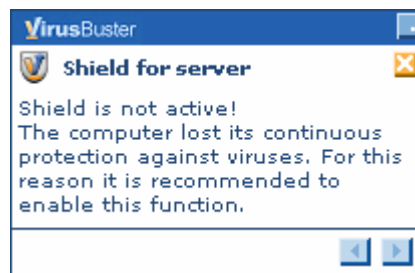 VirusBuster
Shield for server
Shield is not active!
The computer lost its continuous
protection against viruses. For this
reason it is recommended to
enable this function.